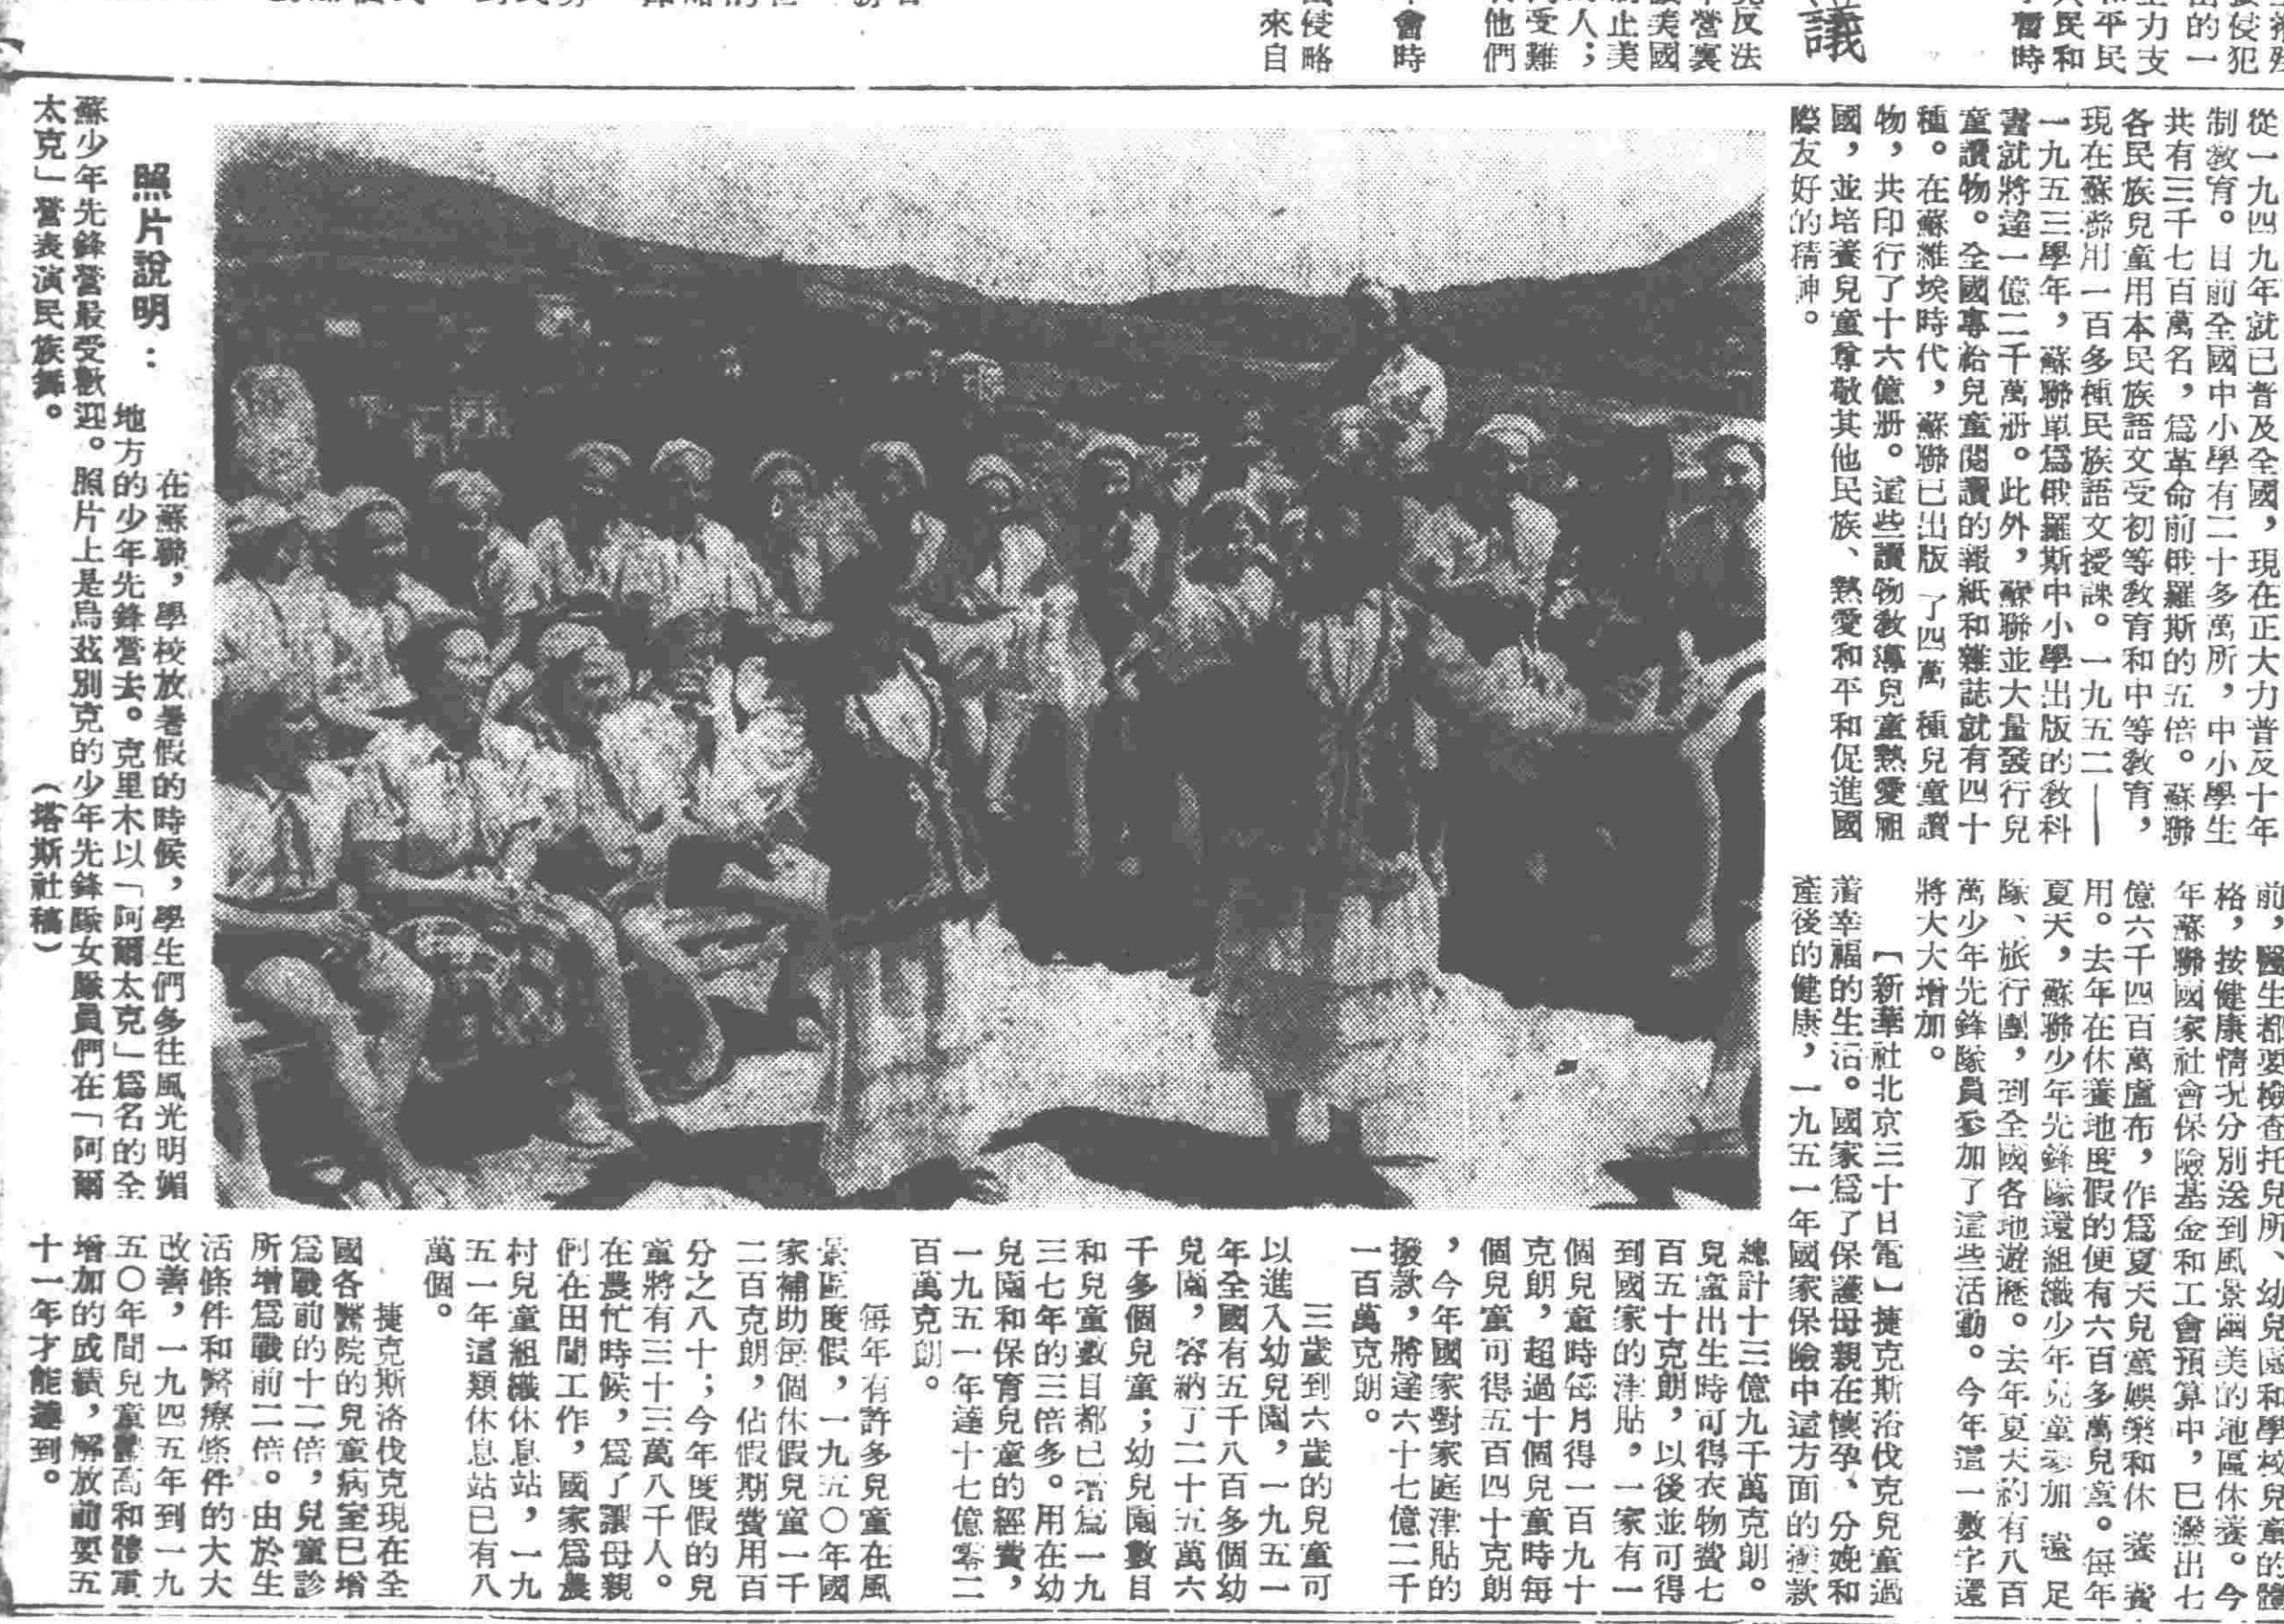 議
來自
侵略
會時
他們
受難
人；
止美
美國
營裏
反法
暫時
民和
和平民
力支
的一
侵犯
從一九四九年就已普及全國，現在正大力普及十年
制教育。目前全國中小學有二十多萬所，中小學生
共有三千七百萬名，爲革命前俄羅斯的五倍。蘇聯
各民族兒童用本民族語文受初等教育和中等教育，
現在蘇聯用一百多種民族語文授課。一九五二——
一九五三學年，蘇聯單爲俄羅斯中小學出版的教科
書就將達一億二千萬册。此外，蘇聯並大量發行兒
童讀物。全國專給兒童閱讀的報紙和雜誌就有四十
種。在蘇維埃時代，蘇聯已出版了四萬種兒童讀
物，共印行了十六億册。這些讀物教導兒童熱愛祖
國，並培養兒童尊敬其他民族、熱愛和平和促進國
際友好的精神。
前，醫生都要檢查托兒所、幼兒園和學校兒童的體
格，按健康情况分別送到風景幽美的地區休養。今
年蘇聯國家社會保險基金和工會預算中，已撥出七
億六千四百萬盧布，作爲夏天兒童娛樂和休養費
用。去年在休養地度假的便有六百多萬兒童。每年
夏天，蘇聯少年先鋒隊還組織少年兒童參加遠足
隊、旅行團，到全國各地遊歷。去年夏天約有八百
萬少年先鋒隊員參加了這些活動。今年這一數字還
將大大增加。
【新華社北京三十日電】捷克斯洛伐克兒童過
着幸福的生活。國家爲了保護母親在懷孕、分娩和
產後的健康，一九五一年國家保險中這方面的撥款
總計十三億九千萬克朗。
兒童出生時可得衣物費七
百五十克朗，以後並可得
到國家的津貼，一家有一
個兒童時每月得一百九十
克朗，超過十個兒童時每
個兒童可得五百四十克朗
，今年國家對家庭津貼的
撥款，將達六十七億二千
一百萬克朗。
三歲到六歲的兒童可
以進入幼兒園，一九五一
年全國有五千八百多個幼
兒園，容納了二十五萬六
千多個兒童；幼兒園數目
和兒童數目都已增爲一九
三七年的三倍多。用在幼
兒園和保育兒童的經費，
一九五一年達十七億零二
百萬克朗。
每年有許多兒童在風
景區度假，一九五〇年國
家補助每個休假兒童一千
二百克朗，佔假期費用百
分之八十；今年度假的兒
童將有三十三萬八千人。
在農忙時候，爲了讓母親
們在田間工作，國家爲農
村兒童組織休息站，一九
五一年這類休息站已有八
萬個。
捷克斯洛伐克現在全
國各醫院的兒童病室已增
爲戰前的十二倍，兒童診
所增爲戰前二倍。由於生
活條件和醫療條件的大大
改善，一九四五年到一九
五〇年間兒童體高和體重
增加的成績，解放前要五
十一年才能達到。
照片說明：
在蘇聯，學校放暑假的時候，學生們多往風光明媚
地方的少年先鋒營去。克里木以「阿爾太克」爲名的全
蘇少年先鋒營最受歡迎。照片上是烏茲別克的少年先鋒隊女隊員們在「阿爾
太克」營表演民族舞。
（塔斯社稿）